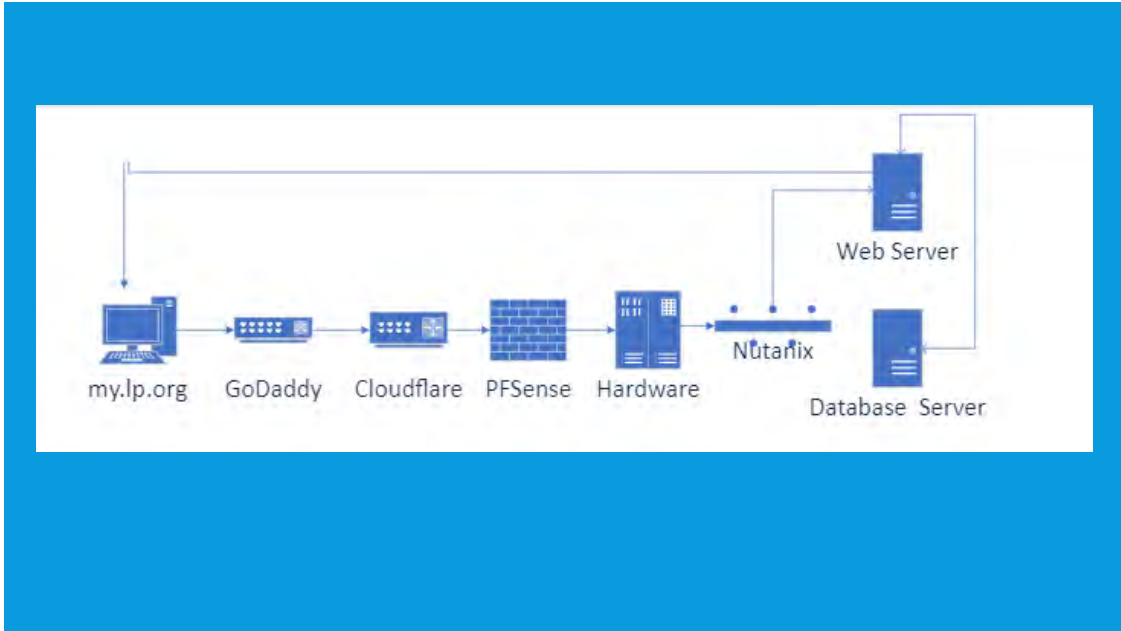 Web Server
Nutanix
my.lp.org GoDaddy Cloudflare PFSense Hardware
Database Server